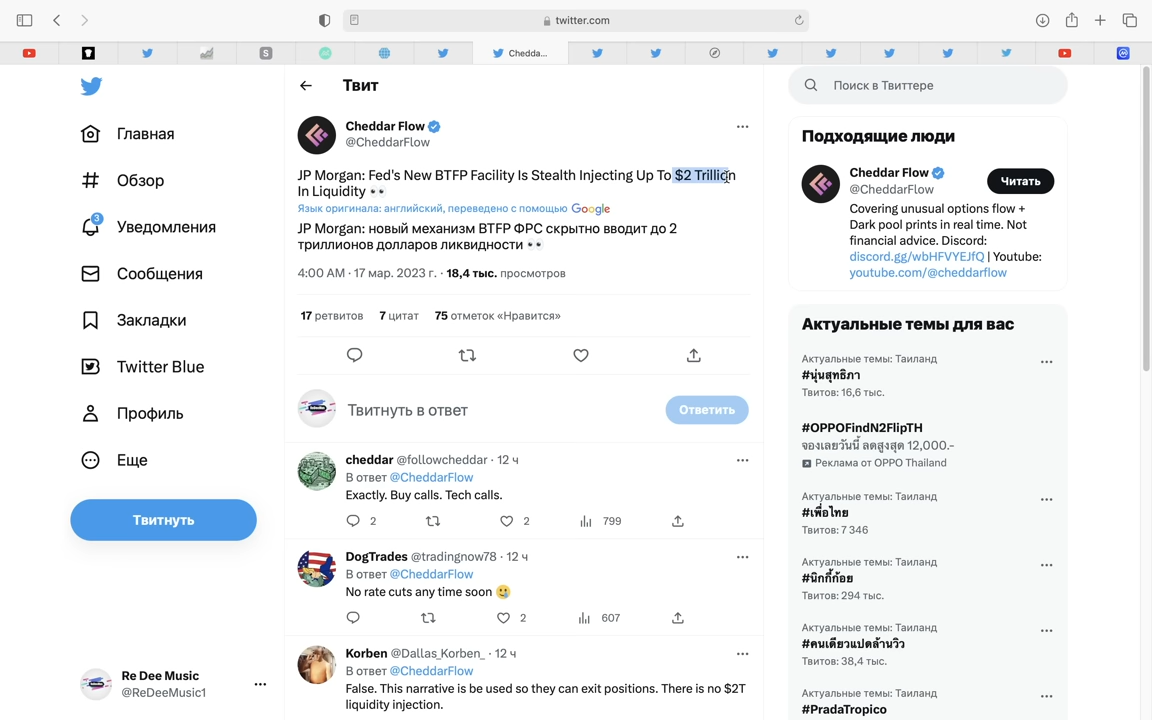 twitter.com
S
Chedda...
Твит
Поиск в Твиттере
Главная
Обзор
3
Уведомления
Сообщения
Закладки
Twitter Blue
Профиль
Еще
Твитнуть
Re Dee Music
@ReDeeMusic1
Cheddar Flow
@CheddarFlow
JP Morgan: Fed's New BTFP Facility Is Stealth Injecting Up To $2 Trillion
In Liquidity 👀
Язык оригинала: английский, переведено с помощью Google
JP Morgan: новый механизм BTFP ФРС скрытно вводит до 2
триллионов долларов ликвидности 👀
4:00 AM · 17 мар. 2023 г. · 18,4 тыс. просмотров
17 ретвитов 7 цитат 75 отметок «Нравится»
Твитнуть в ответ
Ответить
cheddar @followcheddar · 12 ч
В ответ @CheddarFlow
Exactly. Buy calls. Tech calls.
2 2 799
DogTrades @tradingnow78 · 12 ч
В ответ @CheddarFlow
No rate cuts any time soon 🥲
2 607
Korben @Dallas_Korben_ · 12 ч
В ответ @CheddarFlow
False. This narrative is be used so they can exit positions. There is no $2T
liquidity injection.
Подходящие люди
Cheddar Flow
@CheddarFlow
Читать
Covering unusual options flow +
Dark pool prints in real time. Not
financial advice. Discord:
discord.gg/wbHFVYEJfQ | Youtube:
youtube.com/@cheddarflow
Актуальные темы для вас
Актуальные темы: Таиланд
#นุ่นสุทธิภา
Твитов: 16,6 тыс.
#OPPOFindN2FlipTH
จองเลยวันนี้ ลดสูงสุด 12,000.-
Реклама от OPPO Thailand
Актуальные темы: Таиланд
#เพื่อไทย
Твитов: 7 346
Актуальные темы: Таиланд
#นิกกี้ก้อย
Твитов: 294 тыс.
Актуальные темы: Таиланд
#คนเดียวแปดล้านวิว
Твитов: 38,4 тыс.
Актуальные темы: Таиланд
#PradaTropico